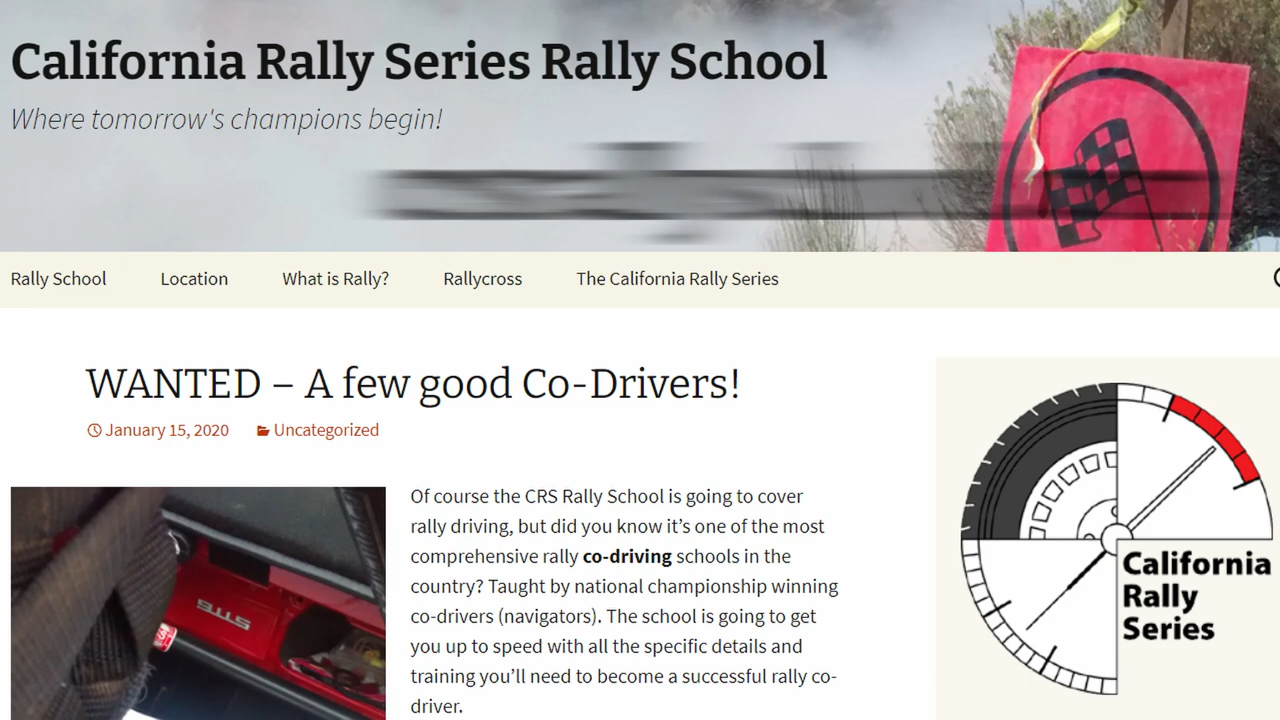 California Rally Series Rally School
Where tomorrow's champions begin!
Rally School Location What is Rally? Rallycross The California Rally Series
WANTED – A few good Co-Drivers!
January 15, 2020 Uncategorized
Of course the CRS Rally School is going to cover
rally driving, but did you know it's one of the most
comprehensive rally co-driving schools in the
country? Taught by national championship winning
co-drivers (navigators). The school is going to get
you up to speed with all the specific details and
training you'll need to become a successful rally co-
driver.
California
Rally
Series